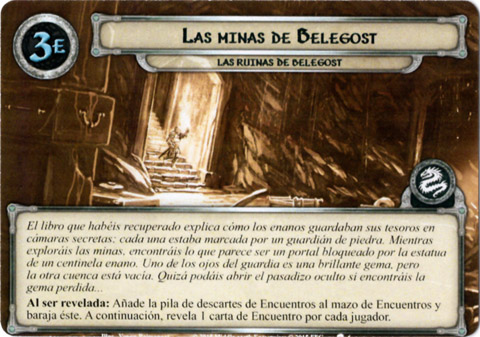 3E
LAS MINAS DE BELEGOST
LAS RUINAS DE BELEGOST
El libro que habéis recuperado explica cómo los enanos guardaban sus tesoros en
cámaras secretas; cada una estaba marcada por un guardián de piedra. Mientras
exploráis las minas, encontráis lo que parece ser un portal bloqueado por la estatua
de un centinela enano. Uno de los ojos del guardia es una brillante gema, pero
la otra cuenta está vacía. Quizá podáis abrir el pasadizo oculto si encontráis la
gema perdida...
Al ser revelada: Añade la pila de descartes de Encuentros al mazo de Encuentros y
baraja éste. A continuación, revela 1 carta de Encuentro por cada jugador.